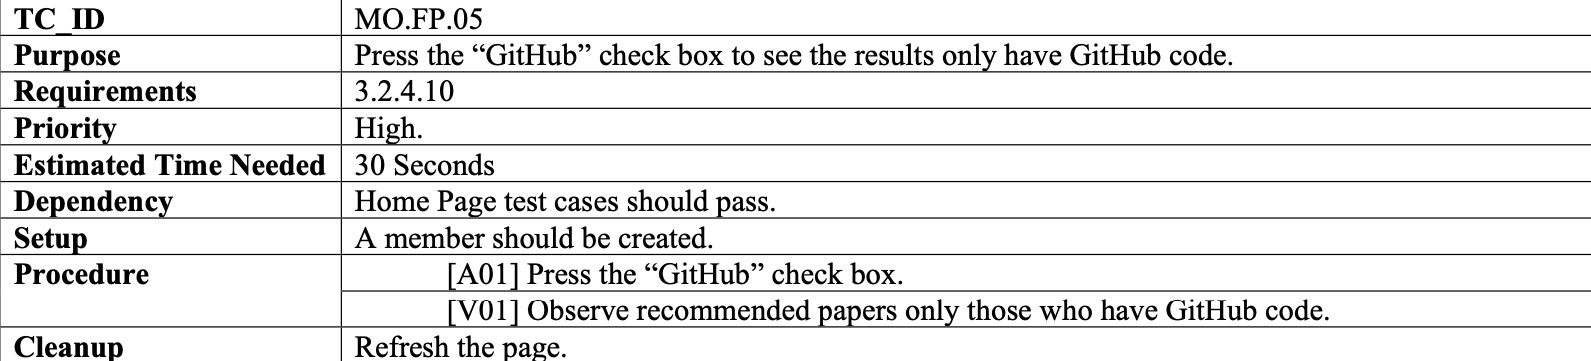 TC_ID MO.FP.05
Purpose Press the “GitHub” check box to see the results only have GitHub code.
Requirements 3.2.4.10
Priority High.
Estimated Time Needed 30 Seconds
Dependency Home Page test cases should pass.
Setup A member should be created.
Procedure [A01] Press the “GitHub” check box.
[V01] Observe recommended papers only those who have GitHub code.
Cleanup Refresh the page.